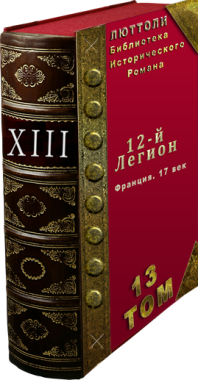 XIII
ЛЮТТОЛИ
Библиотека
Исторического
Романа
12-й
Легион
Франция. 17 век
13
ТОМ